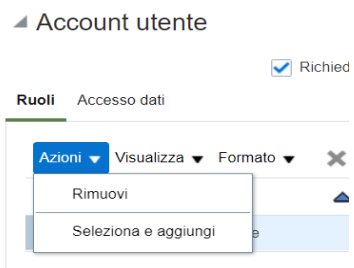 Account utente
Richied
Ruoli Accesso dati
Azioni Visualizza Formato
Rimuovi
Seleziona e aggiungi
e